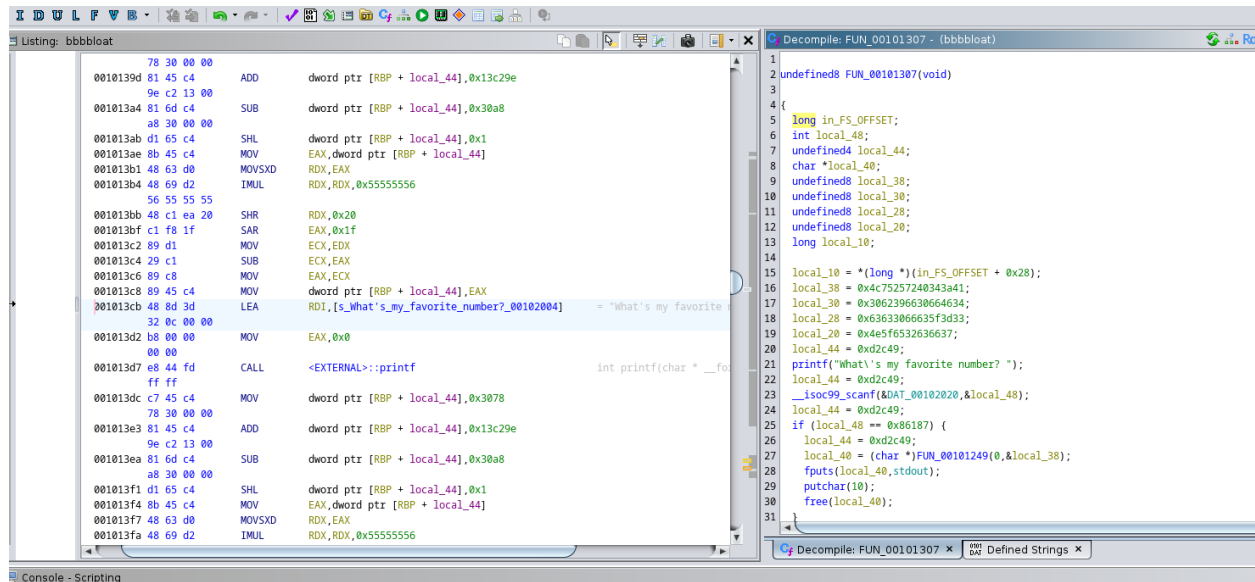 I D U L F V B
Listing: bbbbloat
78 30 00 00
0010139d 81 45 c4 ADD dword ptr [RBP + local_44],0x13c29e
9e c2 13 00
001013a4 81 6d c4 SUB dword ptr [RBP + local_44],0x30a8
a8 30 00 00
001013ab d1 65 c4 SHL dword ptr [RBP + local_44],0x1
001013ae 8b 45 c4 MOV EAX,dword ptr [RBP + local_44]
001013b1 48 63 d0 MOVSXD RDX,EAX
001013b4 48 69 d2 IMUL RDX,RDX,0x55555556
56 55 55 55
001013bb 48 c1 ea 20 SHR RDX,0x20
001013bf c1 f8 1f SAR EAX,0x1f
001013c2 89 d1 MOV ECX,EDX
001013c4 29 c1 SUB ECX,EAX
001013c6 89 c8 MOV EAX,ECX
001013c8 89 45 c4 MOV dword ptr [RBP + local_44],EAX
001013cb 48 8d 3d LEA RDI,[s_What's_my_favorite_number?_00102004] = "What's my favorite
32 0c 00 00
001013d2 b8 00 00 MOV EAX,0x0
00 00
001013d7 e8 44 fd CALL <EXTERNAL>::printf int printf(char * __fo
ff ff
001013dc c7 45 c4 MOV dword ptr [RBP + local_44],0x3078
78 30 00 00
001013e3 81 45 c4 ADD dword ptr [RBP + local_44],0x13c29e
9e c2 13 00
001013ea 81 6d c4 SUB dword ptr [RBP + local_44],0x30a8
a8 30 00 00
001013f1 d1 65 c4 SHL dword ptr [RBP + local_44],0x1
001013f4 8b 45 c4 MOV EAX,dword ptr [RBP + local_44]
001013f7 48 63 d0 MOVSXD RDX,EAX
001013fa 48 69 d2 IMUL RDX,RDX,0x55555556
Decompile: FUN_00101307 - (bbbbloat)
1
2 undefined8 FUN_00101307(void)
3
4 {
5 long in_FS_OFFSET;
6 int local_48;
7 undefined4 local_44;
8 char *local_40;
9 undefined8 local_38;
10 undefined8 local_30;
11 undefined8 local_28;
12 undefined8 local_20;
13 long local_10;
14
15 local_10 = *(long *)(in_FS_OFFSET + 0x28);
16 local_38 = 0x4c75257240343a41;
17 local_30 = 0x3062396630664634;
18 local_28 = 0x63633066635f3d33;
19 local_20 = 0x4e5f6532636637;
20 local_44 = 0xd2c49;
21 printf("What\'s my favorite number? ");
22 local_44 = 0xd2c49;
23 __isoc99_scanf(&DAT_00102020,&local_48);
24 local_44 = 0xd2c49;
25 if (local_48 == 0x86187) {
26 local_44 = 0xd2c49;
27 local_40 = (char *)FUN_00101249(0,&local_38);
28 fputs(local_40,stdout);
29 putchar(10);
30 free(local_40);
31 }
Decompile: FUN_00101307 × Defined Strings ×
Console - Scripting